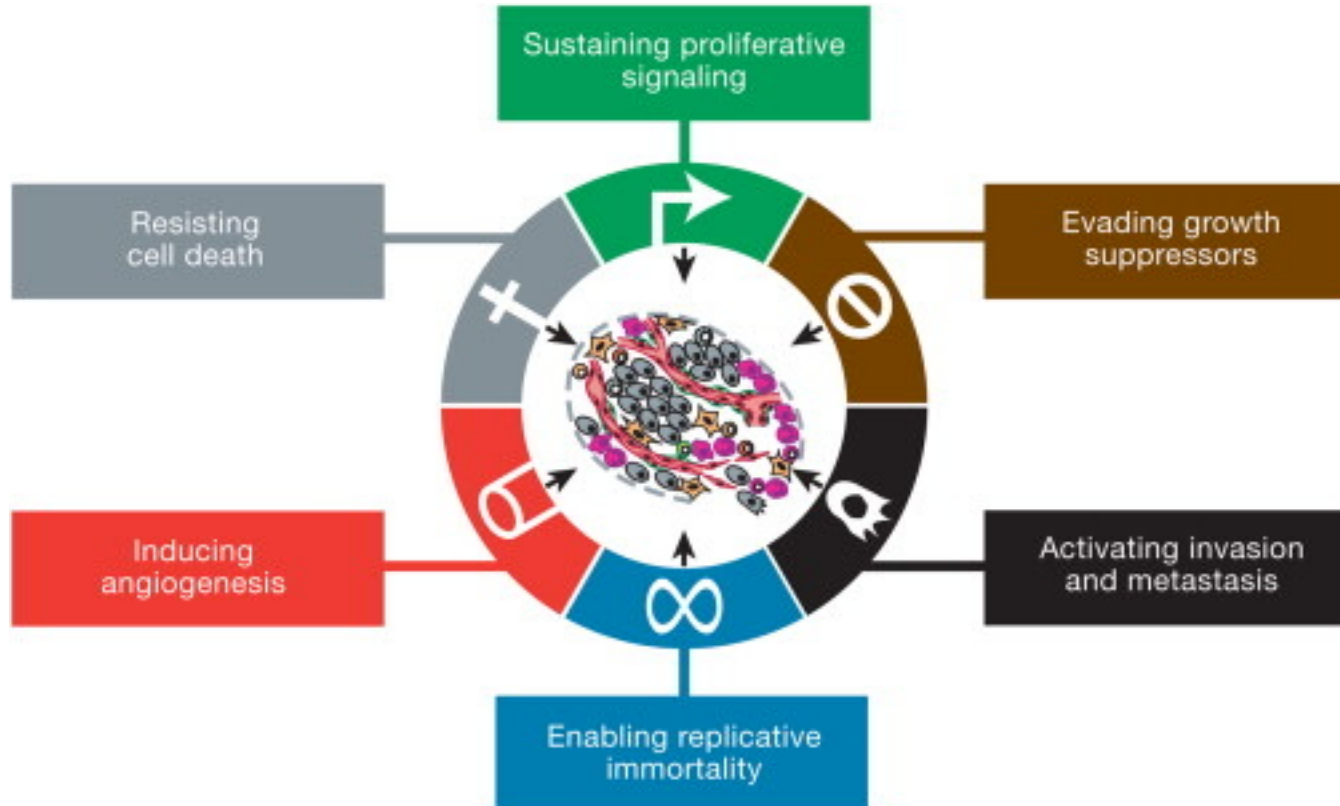 Sustaining proliferative
signaling
Resisting
cell death
Evading growth
suppressors
Inducing
angiogenesis
Activating invasion
and metastasis
Enabling replicative
immortality